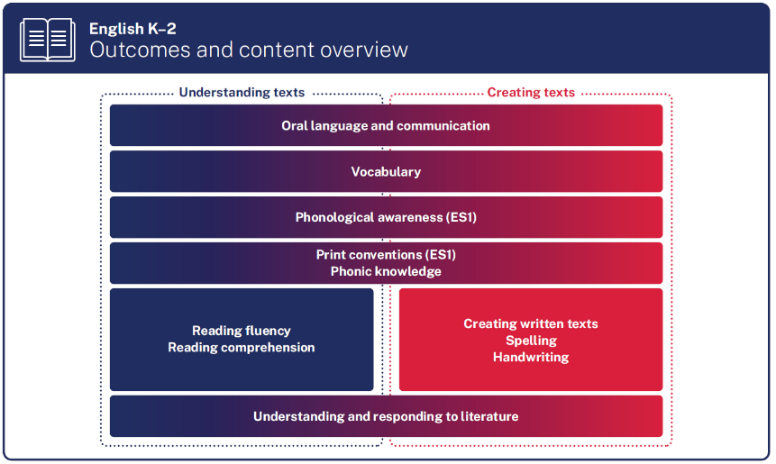 English K–2
Outcomes and content overview
Understanding texts
Creating texts
Oral language and communication
Vocabulary
Phonological awareness (ES1)
Print conventions (ES1)
Phonic knowledge
Reading fluency
Reading comprehension
Creating written texts
Spelling
Handwriting
Understanding and responding to literature